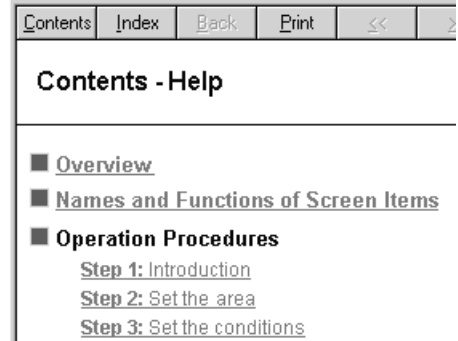 Contents Index Back Print <<
Contents - Help
Overview
Names and Functions of Screen Items
Operation Procedures
Step 1: Introduction
Step 2: Set the area
Step 3: Set the conditions